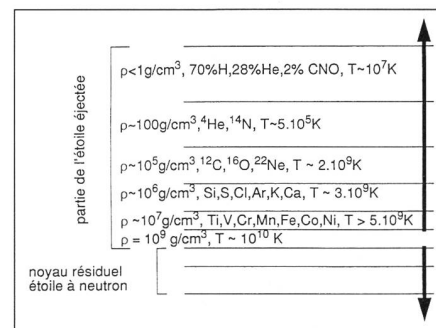 partie de l'étoile éjectée
ρ<1g/cm³, 70%H,28%He,2% CNO, T~10⁷K
ρ~100g/cm³,⁴He,¹⁴N, T~5.10⁵K
ρ~10⁵g/cm³,¹²C,¹⁶O,²²Ne, T ~ 2.10⁹K
ρ~10⁶g/cm³, Si,S,Cl,Ar,K,Ca, T ~ 3.10⁹K
ρ ~10⁷g/cm³, Ti,V,Cr,Mn,Fe,Co,Ni, T > 5.10⁹K
ρ = 10⁹ g/cm³, T ~ 10¹⁰ K
noyau résiduel
étoile à neutron